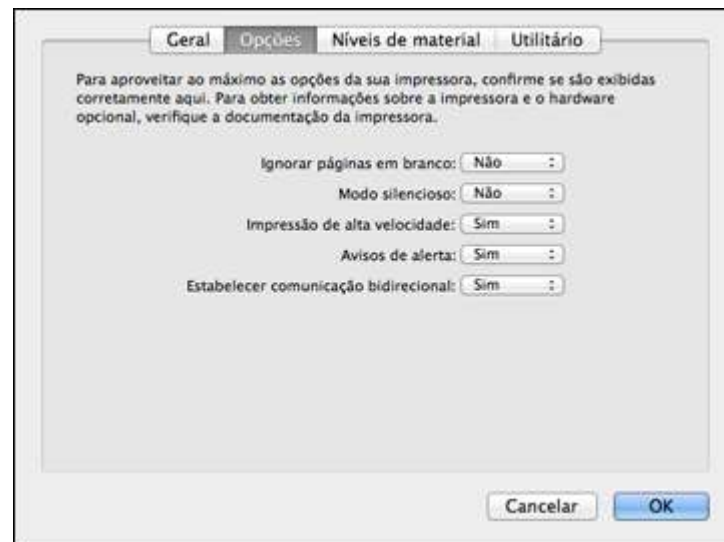 Geral Opções Níveis de material Utilitário
Para aproveitar ao máximo as opções da sua impressora, confirme se são exibidas
corretamente aqui. Para obter informações sobre a impressora e o hardware
opcional, verifique a documentação da impressora.
Ignorar páginas em branco: Não
Modo silencioso: Não
Impressão de alta velocidade: Sim
Avisos de alerta: Sim
Estabelecer comunicação bidirecional: Sim
Cancelar OK